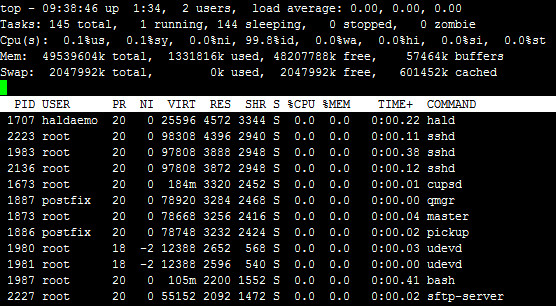 top - 09:38:46 up  1:34,  2 users,  load average: 0.00, 0.00, 0.00
Tasks: 145 total,   1 running, 144 sleeping,   0 stopped,   0 zombie
Cpu(s):  0.1%us,  0.1%sy,  0.0%ni, 99.8%id,  0.0%wa,  0.0%hi,  0.0%si,  0.0%st
Mem:  49539604k total,  1331816k used, 48207788k free,    57464k buffers
Swap:  2047992k total,        0k used,  2047992k free,   601452k cached
PID USER      PR  NI  VIRT  RES  SHR S %CPU %MEM    TIME+  COMMAND
1707 haldaemo  20   0 25596 4572 3344 S  0.0  0.0   0:00.22 hald
2223 root      20   0 98308 4396 2940 S  0.0  0.0   0:00.11 sshd
1983 root      20   0 97808 3888 2948 S  0.0  0.0   0:00.38 sshd
2136 root      20   0 97808 3872 2948 S  0.0  0.0   0:00.12 sshd
1673 root      20   0  184m 3320 2452 S  0.0  0.0   0:00.01 cupsd
1887 postfix   20   0 78920 3284 2468 S  0.0  0.0   0:00.00 qmgr
1873 root      20   0 78668 3256 2416 S  0.0  0.0   0:00.04 master
1886 postfix   20   0 78748 3232 2424 S  0.0  0.0   0:00.02 pickup
1980 root      18  -2 12388 2652  568 S  0.0  0.0   0:00.03 udevd
1981 root      18  -2 12388 2596  540 S  0.0  0.0   0:00.00 udevd
1987 root      20   0  105m 2200 1552 S  0.0  0.0   0:00.41 bash
2227 root      20   0 55152 2092 1472 S  0.0  0.0   0:00.02 sftp-server